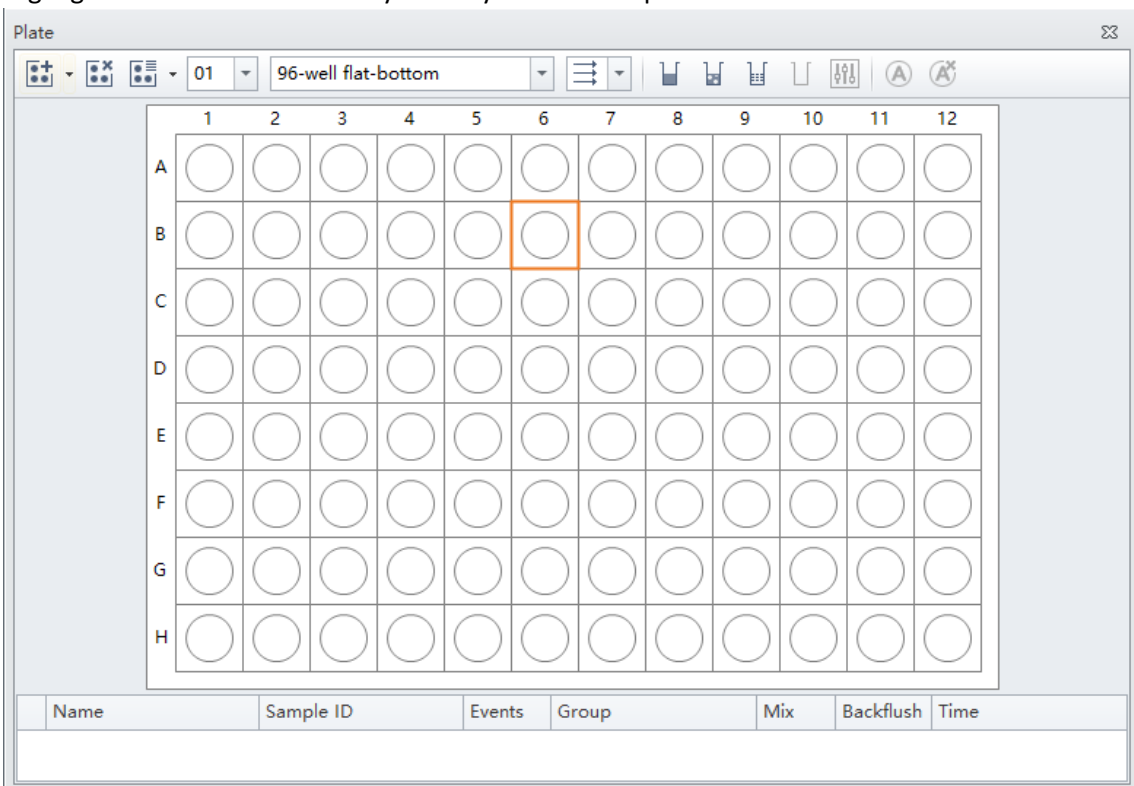 Plate
01 96-well flat-bottom
1 2 3 4 5 6 7 8 9 10 11 12
A
B
C
D
E
F
G
H
Name Sample ID Events Group Mix Backflush Time